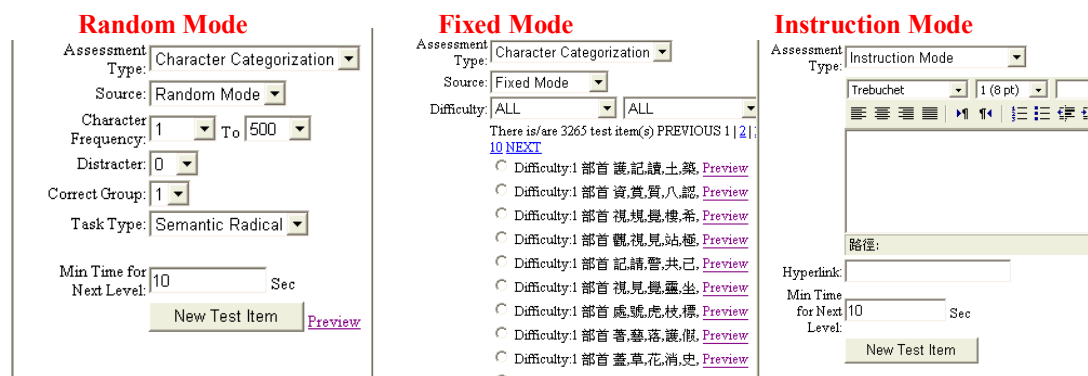 Random Mode
Assessment Type: Character Categorization
Source: Random Mode
Character Frequency: 1 To 500
Distracter: 0
Correct Group: 1
Task Type: Semantic Radical
Min Time for Next Level: 10 Sec
New Test Item Preview
Fixed Mode
Assessment Type: Character Categorization
Source: Fixed Mode
Difficulty: ALL ALL
There is/are 3265 test item(s) PREVIOUS 1 | 2 |
10 NEXT
Difficulty:1 部首 護,記,讀,土,築, Preview
Difficulty:1 部首 資,賞,質,八,認, Preview
Difficulty:1 部首 視,規,覺,樓,希, Preview
Difficulty:1 部首 觀,視,見,站,極, Preview
Difficulty:1 部首 記,請,警,共,己, Preview
Difficulty:1 部首 視,見,覺,靈,坐, Preview
Difficulty:1 部首 處,號,虎,枝,標, Preview
Difficulty:1 部首 著,藝,落,護,假, Preview
Difficulty:1 部首 蓋,草,花,消,史, Preview
Instruction Mode
Assessment Type: Instruction Mode
Trebuchet 1 (8 pt)
路徑:
Hyperlink:
Min Time for Next Level: 10 Sec
New Test Item